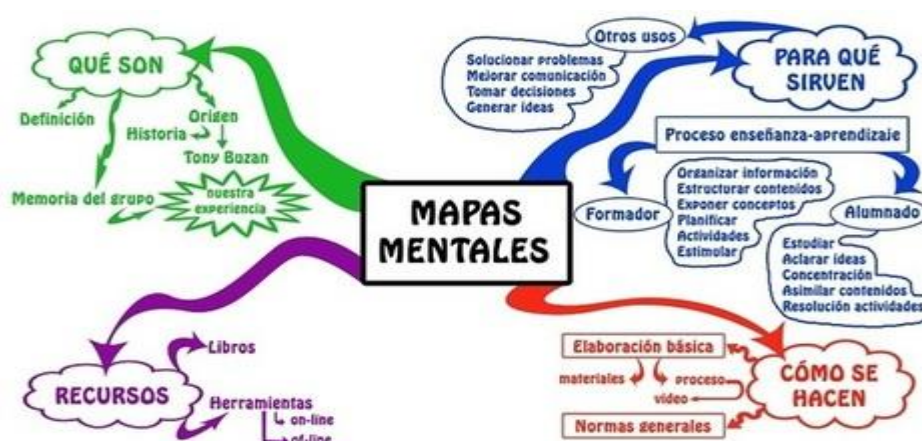 MAPAS
MENTALES
QUÉ SON
Definición
Origen
Historia
Tony Buzan
Memoria del grupo
nuestra
experiencia
Otros usos
Solucionar problemas
Mejorar comunicación
Tomar decisiones
Generar ideas
PARA QUÉ
SIRVEN
Proceso enseñanza-aprendizaje
Formador
Organizar información
Estructurar contenidos
Exponer conceptos
Planificar
Actividades
Estimular
Alumnado
Estudiar
Aclarar ideas
Concentración
Asimilar contenidos
Resolución actividades
RECURSOS
Libros
Herramientas
on-line
of-line
CÓMO SE
HACEN
Elaboración básica
materiales
proceso
video
Normas generales